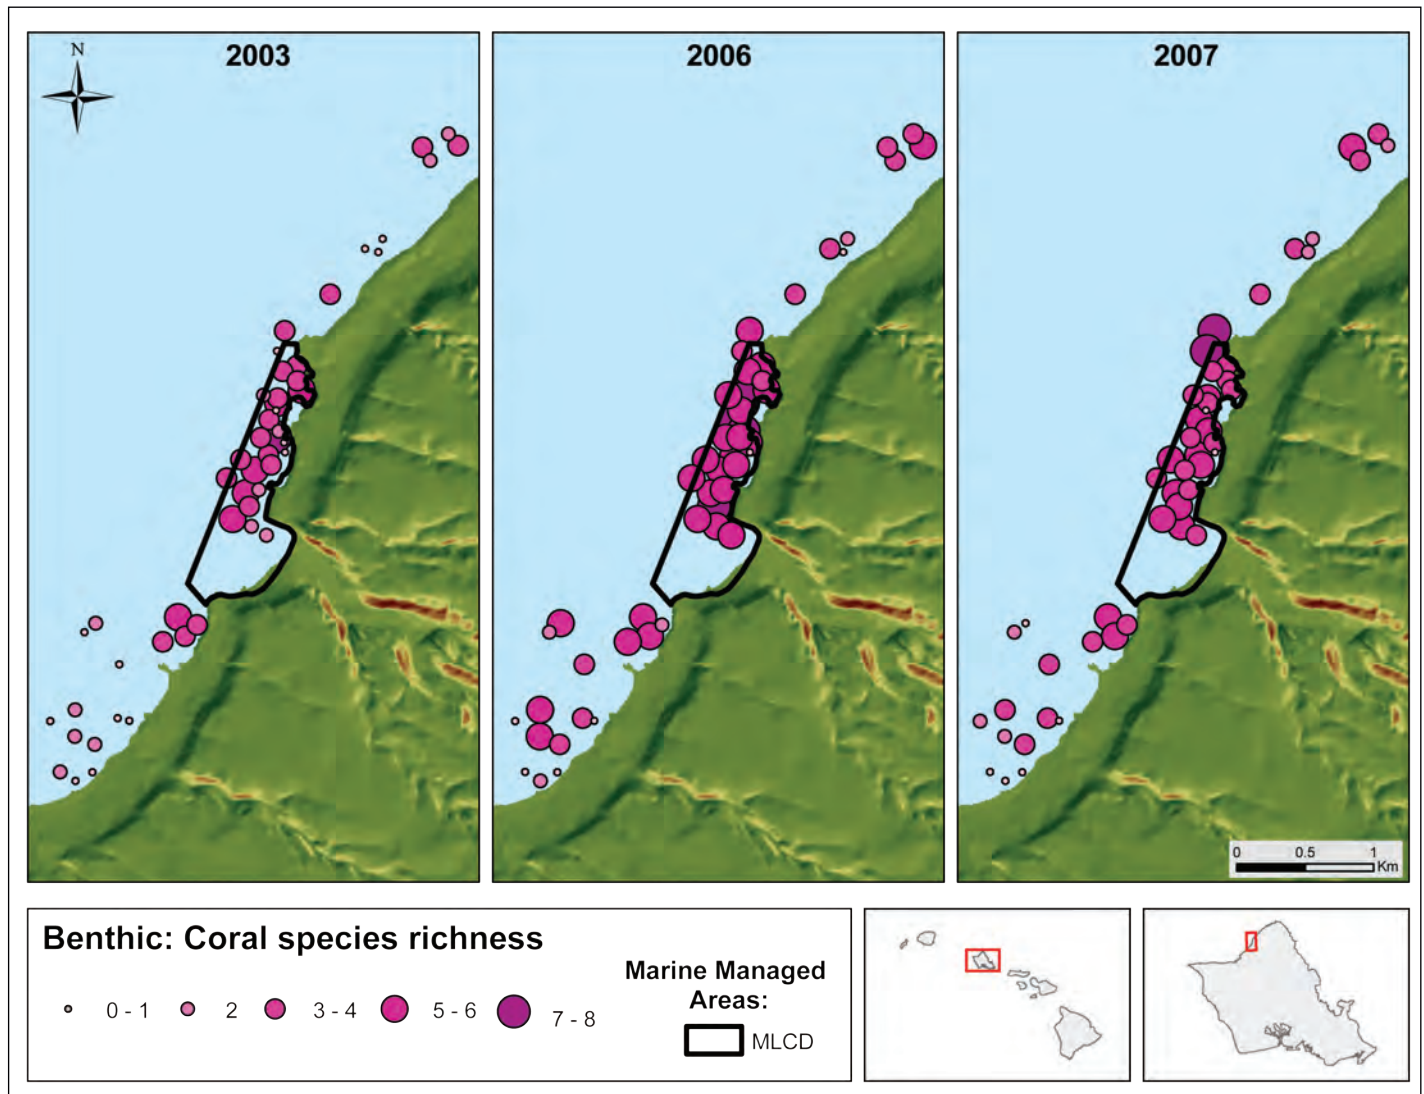 2003
2006
2007
N
0 0.5 1
Km
Benthic: Coral species richness
0 - 1
2
3 - 4
5 - 6
7 - 8
Marine Managed
Areas:
MLCD